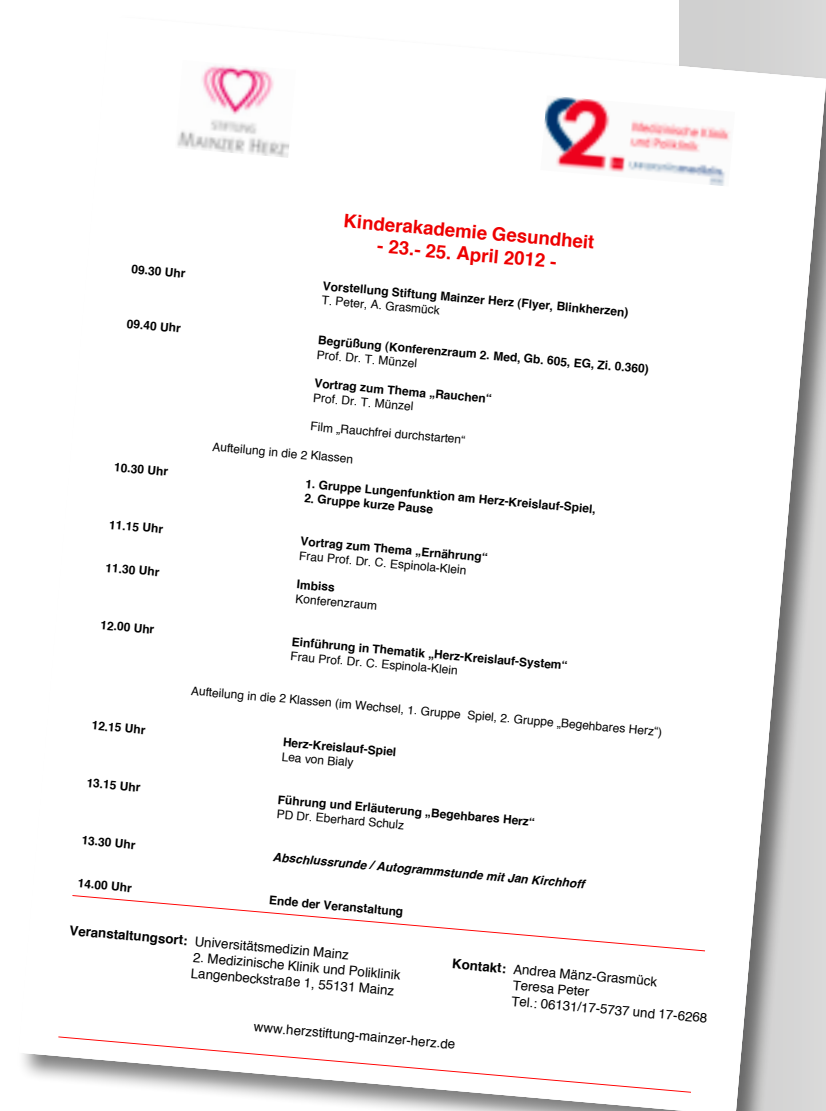 STIFTUNG
MAINZER HERZ
2.
Medizinische Klinik
und Poliklinik
UNIVERSITÄTSmedizin.
Kinderakademie Gesundheit
- 23.- 25. April 2012 -
09.30 Uhr
Vorstellung Stiftung Mainzer Herz (Flyer, Blinkherzen)
T. Peter, A. Grasmück
09.40 Uhr
Begrüßung (Konferenzraum 2. Med, Gb. 605, EG, Zi. 0.360)
Prof. Dr. T. Münzel
Vortrag zum Thema „Rauchen“
Prof. Dr. T. Münzel
Film „Rauchfrei durchstarten“
Aufteilung in die 2 Klassen
10.30 Uhr
1. Gruppe Lungenfunktion am Herz-Kreislauf-Spiel,
2. Gruppe kurze Pause
11.15 Uhr
Vortrag zum Thema „Ernährung“
Frau Prof. Dr. C. Espinola-Klein
11.30 Uhr
Imbiss
Konferenzraum
12.00 Uhr
Einführung in Thematik „Herz-Kreislauf-System“
Frau Prof. Dr. C. Espinola-Klein
Aufteilung in die 2 Klassen (im Wechsel, 1. Gruppe Spiel, 2. Gruppe „Begehbares Herz“)
12.15 Uhr
Herz-Kreislauf-Spiel
Lea von Bialy
13.15 Uhr
Führung und Erläuterung „Begehbares Herz“
PD Dr. Eberhard Schulz
13.30 Uhr
Abschlussrunde / Autogrammstunde mit Jan Kirchhoff
14.00 Uhr
Ende der Veranstaltung
Veranstaltungsort: Universitätsmedizin Mainz
2. Medizinische Klinik und Poliklinik
Langenbeckstraße 1, 55131 Mainz
Kontakt: Andrea Mänz-Grasmück
Teresa Peter
Tel.: 06131/17-5737 und 17-6268
www.herzstiftung-mainzer-herz.de